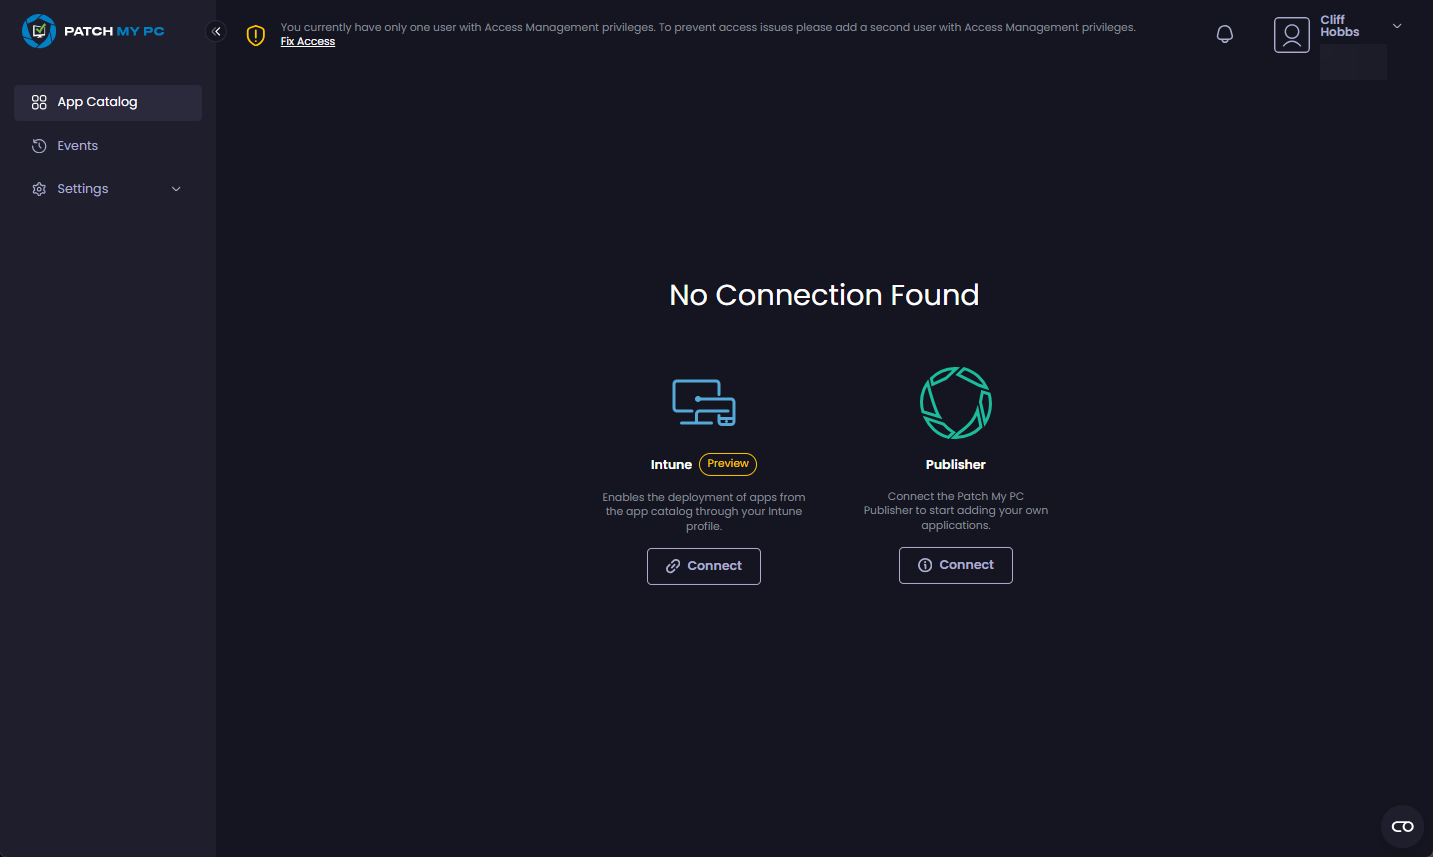 PATCH MY PC
You currently have only one user with Access Management privileges. To prevent access issues please add a second user with Access Management privileges.
Fix Access
Cliff
Hobbs
App Catalog
Events
Settings
No Connection Found
Intune Preview
Enables the deployment of apps from
the app catalog through your Intune
profile.
Connect
Publisher
Connect the Patch My PC
Publisher to start adding your own
applications.
Connect